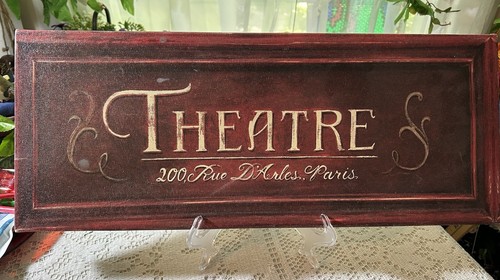 THEATRE
200, Rue D'Arles., Paris.